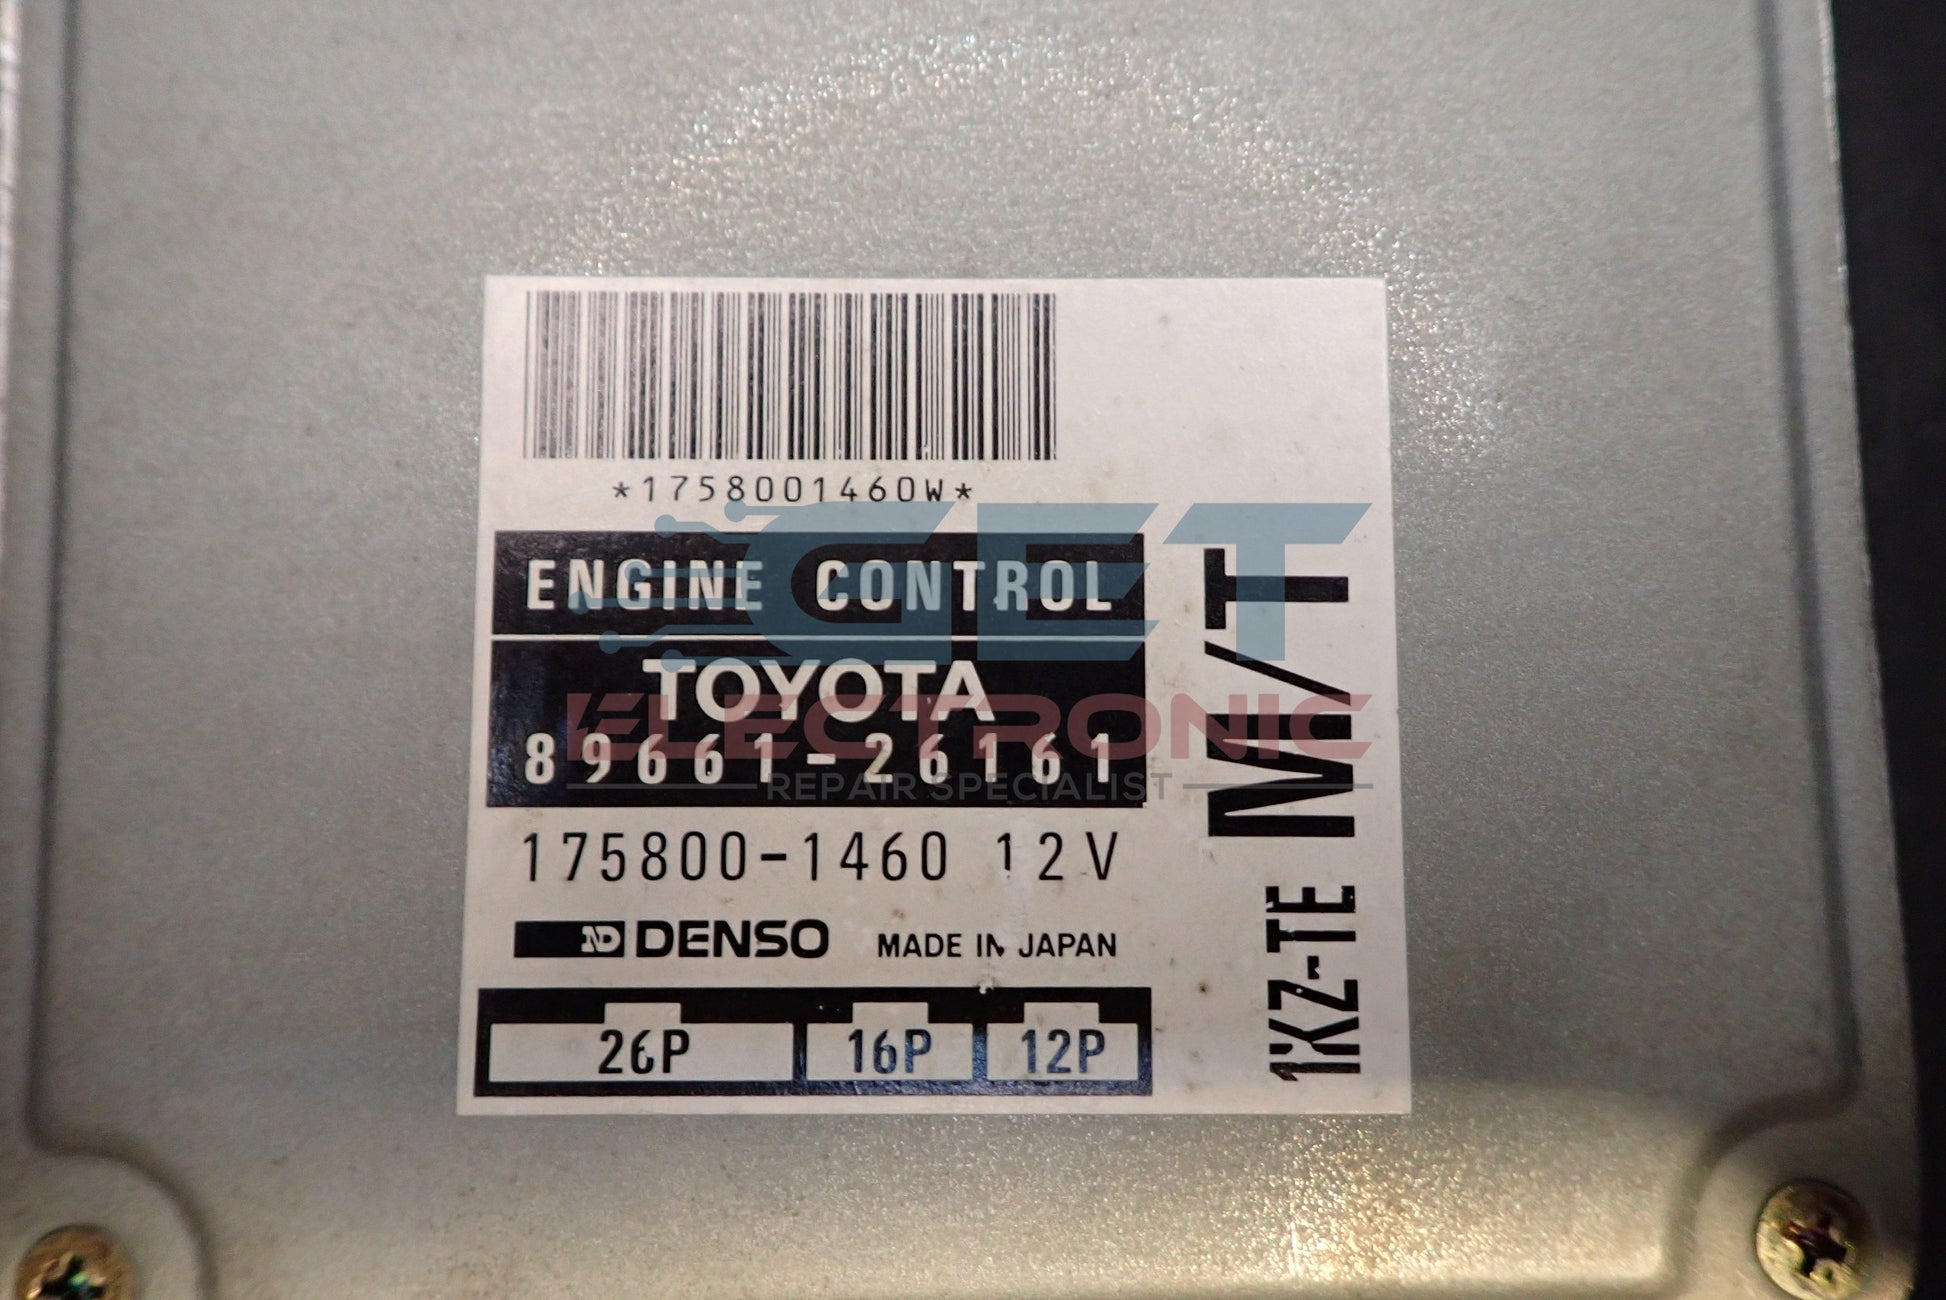 *1758001460W*
ENGINE CONTROL
TOYOTA
89661-26161
175800-1460 12V
ND DENSO MADE IN JAPAN
26P 16P 12P
1KZ-TE M/T
GET
ELECTRONIC
REPAIR SPECIALIST